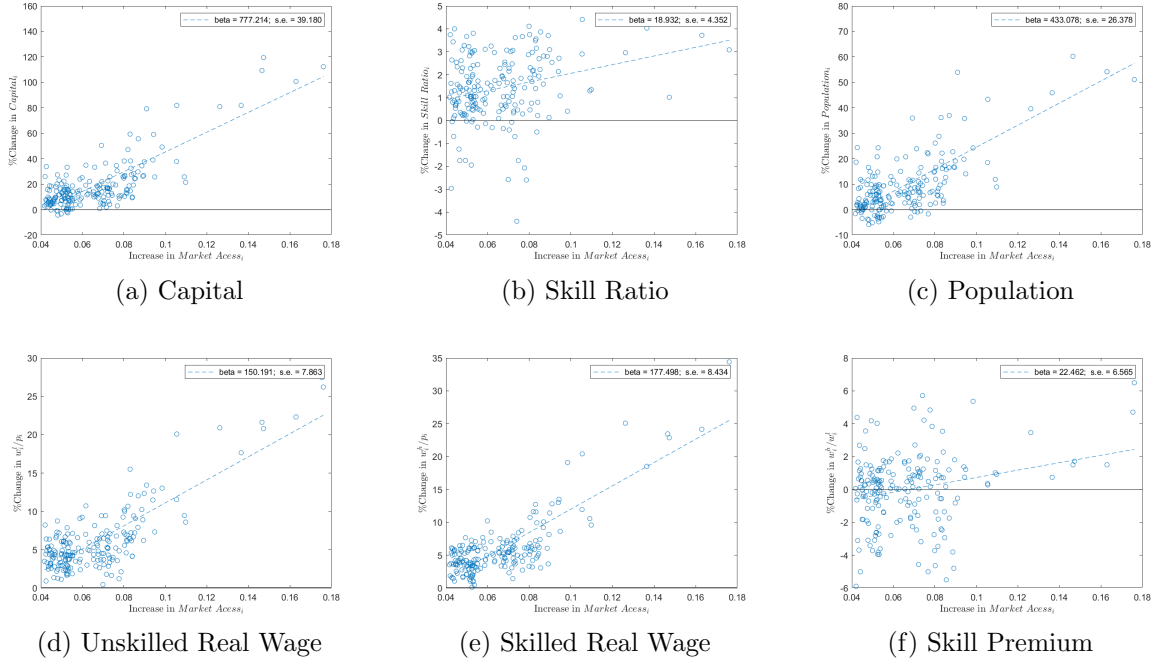 beta = 777.214; s.e. = 39.180
%Change in Capital_i
160
140
120
100
80
60
40
20
0
-20
0.04 0.06 0.08 0.1 0.12 0.14 0.16 0.18
Increase in Market Acess_i
(a) Capital
beta = 18.932; s.e. = 4.352
%Change in Skill Ratio_i
5
4
3
2
1
0
-1
-2
-3
-4
-5
0.04 0.06 0.08 0.1 0.12 0.14 0.16 0.18
Increase in Market Acess_i
(b) Skill Ratio
beta = 433.078; s.e. = 26.378
%Change in Population_i
80
70
60
50
40
30
20
10
0
-10
0.04 0.06 0.08 0.1 0.12 0.14 0.16 0.18
Increase in Market Acess_i
(c) Population
beta = 150.191; s.e. = 7.863
%Change in w_i^l/p_i
30
25
20
15
10
5
0
0.04 0.06 0.08 0.1 0.12 0.14 0.16 0.18
Increase in Market Acess_i
(d) Unskilled Real Wage
beta = 177.498; s.e. = 8.434
%Change in w_i^h/p_i
35
30
25
20
15
10
5
0
0.04 0.06 0.08 0.1 0.12 0.14 0.16 0.18
Increase in Market Acess_i
(e) Skilled Real Wage
beta = 22.462; s.e. = 6.565
%Change in w_i^h/w_i^l
8
6
4
2
0
-2
-4
-6
0.04 0.06 0.08 0.1 0.12 0.14 0.16 0.18
Increase in Market Acess_i
(f) Skill Premium